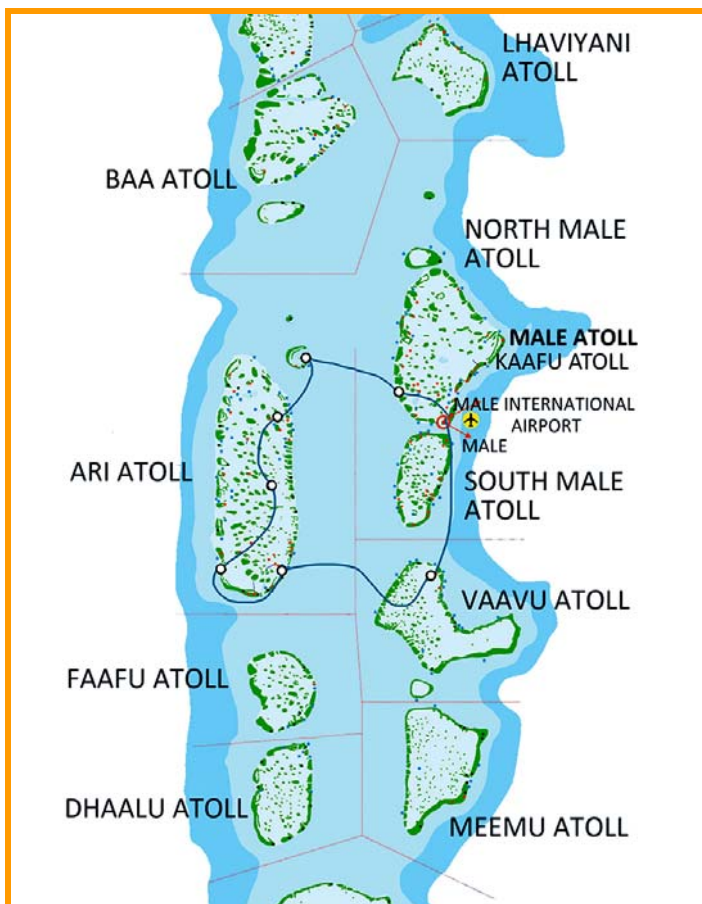 LHAVIYANI
ATOLL
BAA ATOLL
NORTH MALE
ATOLL
MALE ATOLL
KAAFU ATOLL
MALE INTERNATIONAL
AIRPORT
MALE
ARI ATOLL
SOUTH MALE
ATOLL
VAAVU ATOLL
FAAFU ATOLL
DHAALU ATOLL
MEEMU ATOLL